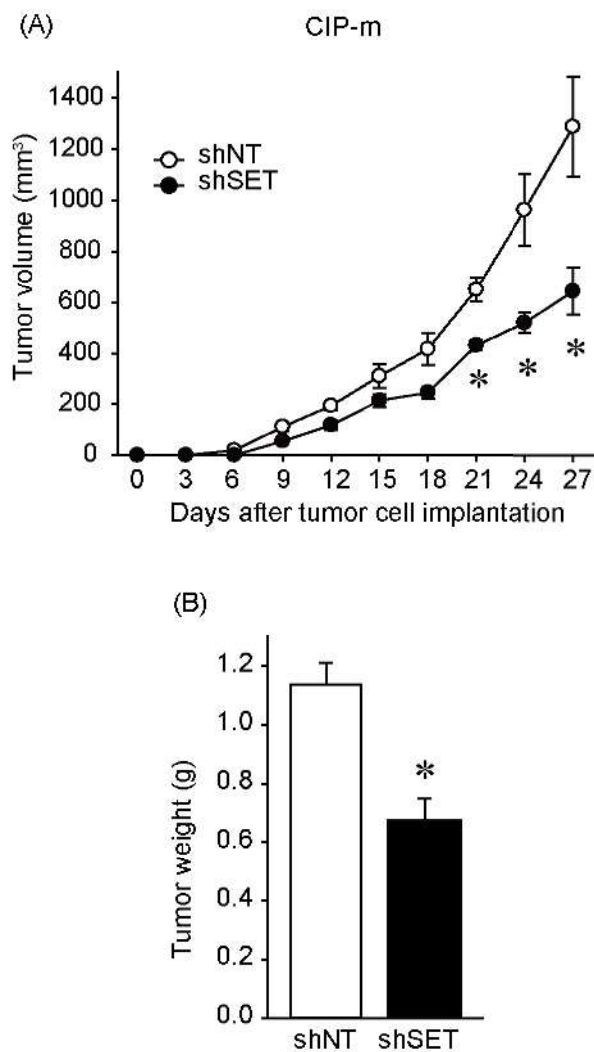 (A)
CIP-m
Tumor volume (mm³)
1400
1200
1000
800
600
400
200
0
shNT
shSET
* * *
0 3 6 9 12 15 18 21 24 27
Days after tumor cell implantation
(B)
Tumor weight (g)
1.2
1.0
0.8
0.6
0.4
0.2
0.0
*
shNT shSET